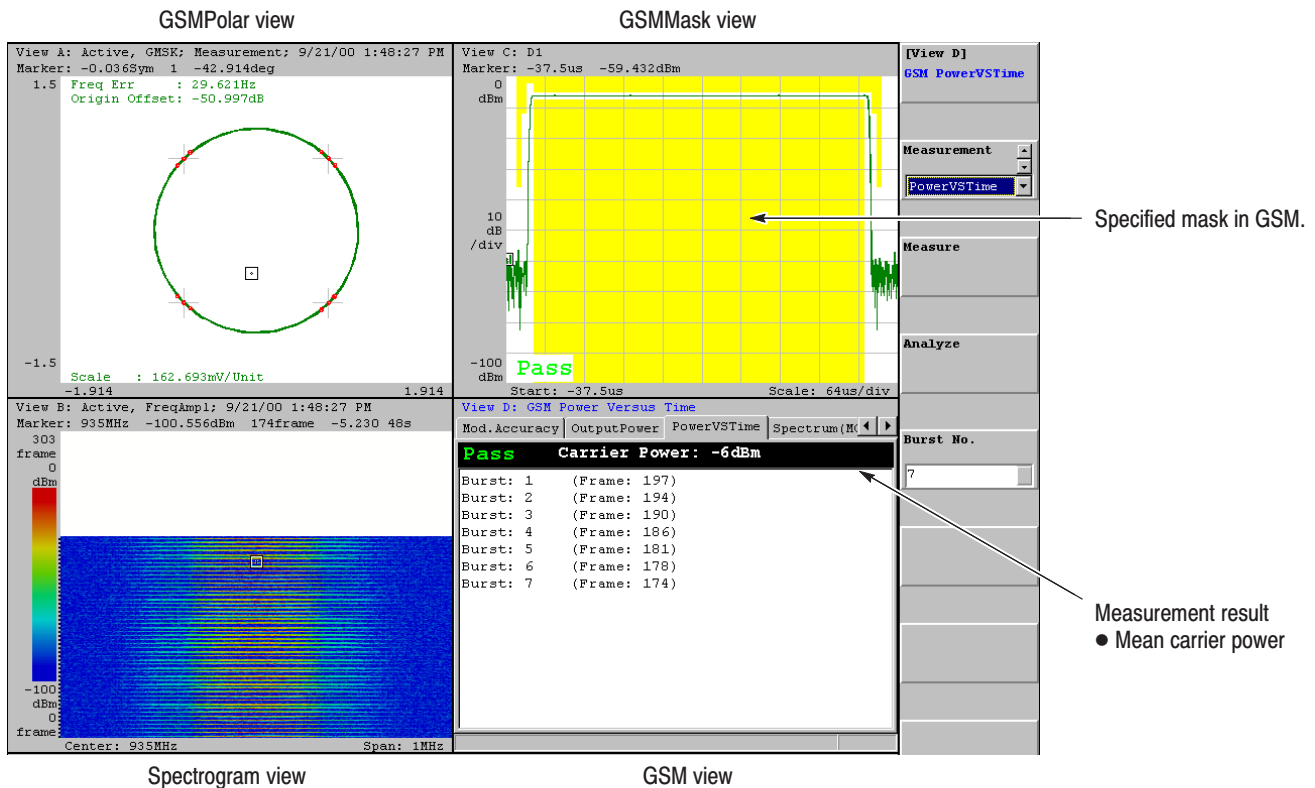 GSMPolar view
GSMMask view
View A: Active, GMSK; Measurement; 9/21/00 1:48:27 PM
Marker: -0.036Sym 1 -42.914deg
1.5
Freq Err : 29.621Hz
Origin Offset: -50.997dB
-1.5
Scale : 162.693mV/Unit
-1.914
1.914
View C: D1
Marker: -37.5us -59.432dBm
0
dBm
10
dB
/div
-100
dBm
Pass
Start: -37.5us
Scale: 64us/div
[View D]
GSM PowerVSTime
Measurement
PowerVSTime
Measure
Analyze
Burst No.
7
Specified mask in GSM.
View B: Active, FreqAmpl; 9/21/00 1:48:27 PM
Marker: 935MHz -100.556dBm 174frame -5.230 48s
303
frame
0
dBm
-100
dBm
0
frame
Center: 935MHz
Span: 1MHz
View D: GSM Power Versus Time
Mod.Accuracy
OutputPower
PowerVSTime
Pass
Carrier Power: -6dBm
Burst: 1 (Frame: 197)
Burst: 2 (Frame: 194)
Burst: 3 (Frame: 190)
Burst: 4 (Frame: 186)
Burst: 5 (Frame: 181)
Burst: 6 (Frame: 178)
Burst: 7 (Frame: 174)
Measurement result
● Mean carrier power
Spectrogram view
GSM view